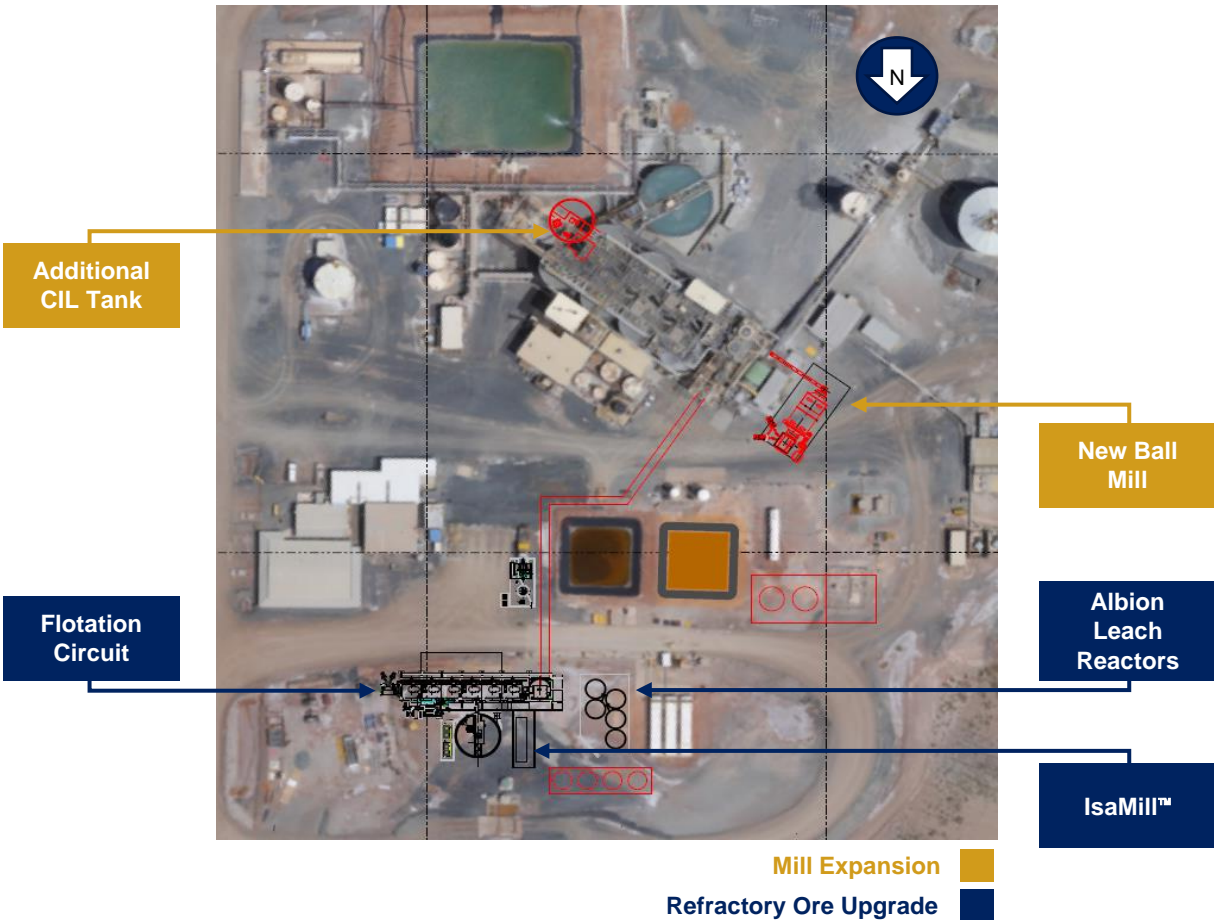 N
Additional
CIL Tank
New Ball
Mill
Flotation
Circuit
Albion
Leach
Reactors
IsaMill™
Mill Expansion
Refractory Ore Upgrade